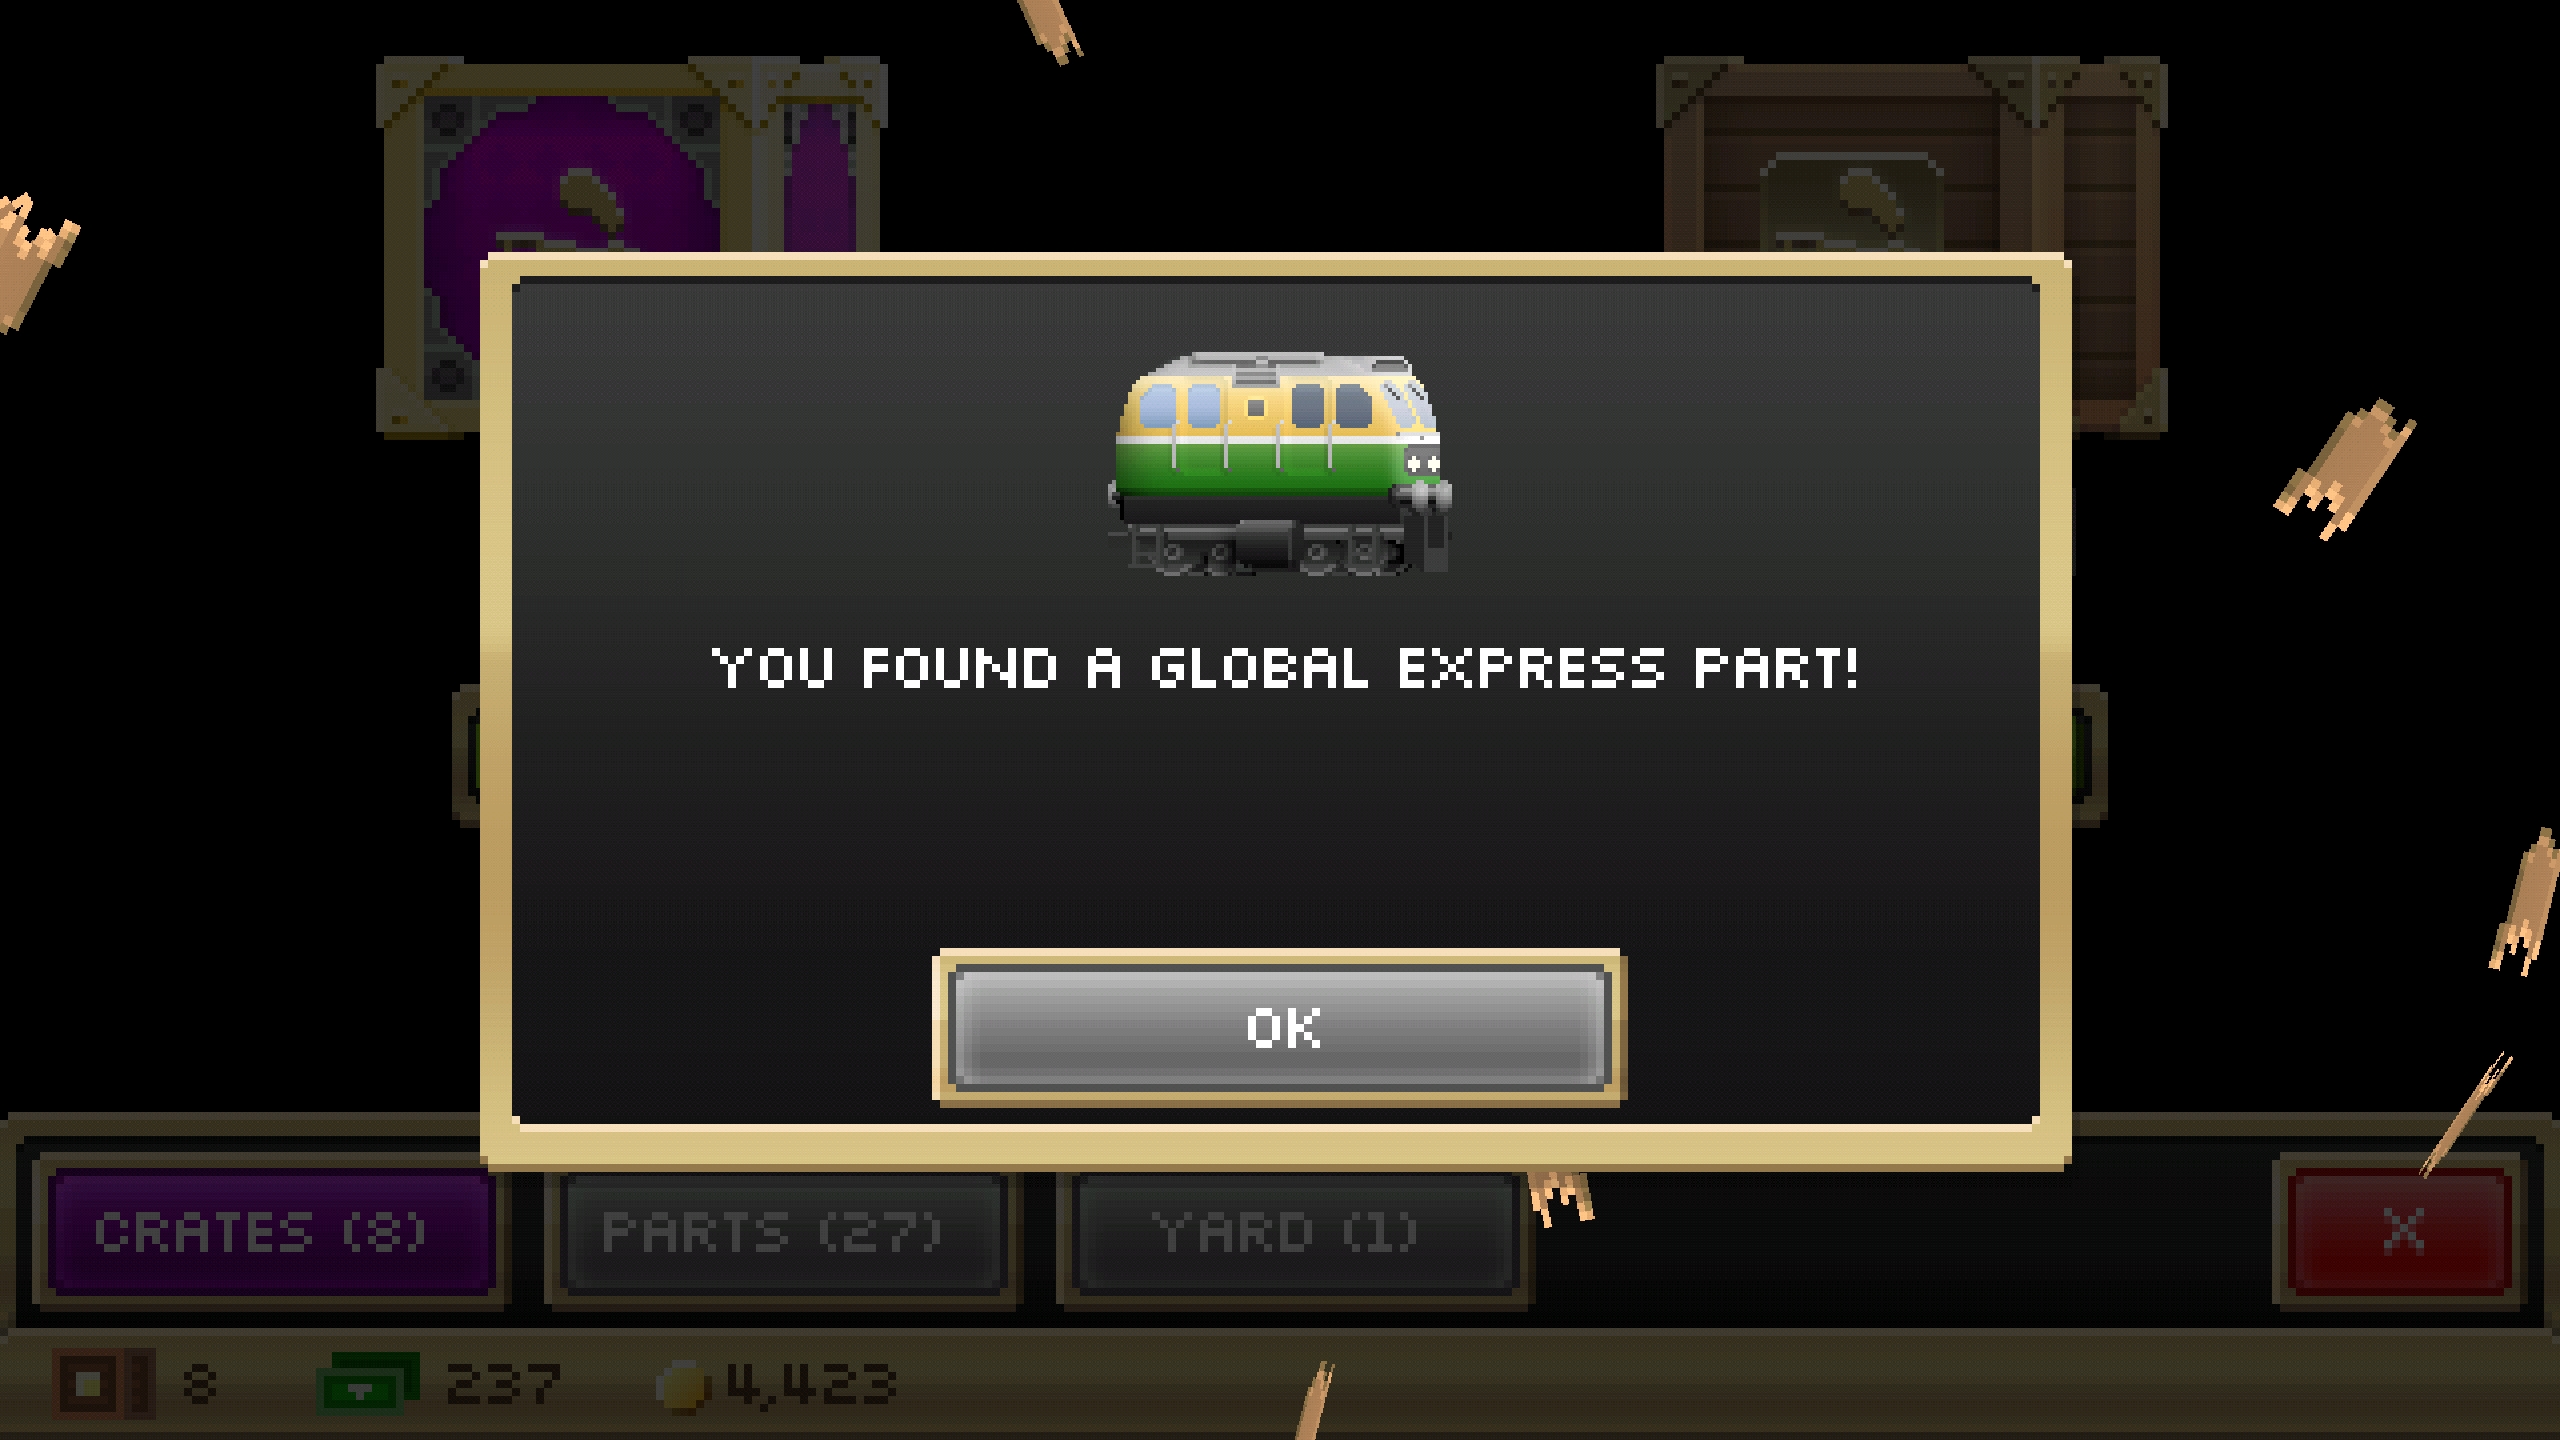 YOU FOUND A GLOBAL EXPRESS PART!
OK
CRATES (8)
PARTS (27)
YARD (1)
X
8
237
4,423